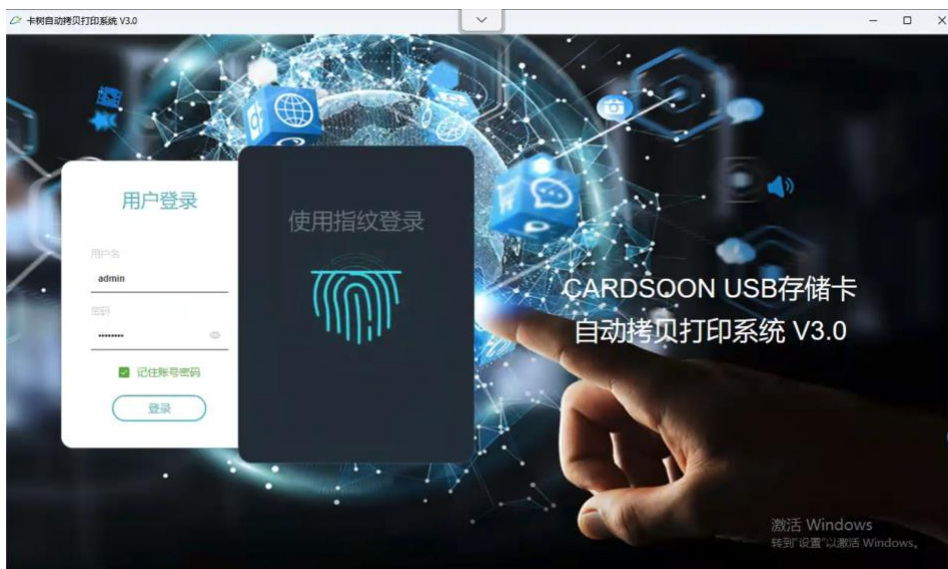 卡树自动拷贝打印系统 V3.0
用户登录
用户名
admin
密码
••••••••
记住账号密码
登录
使用指纹登录
CARDSOON USB存储卡
自动拷贝打印系统 V3.0
激活 Windows
转到"设置"以激活 Windows。